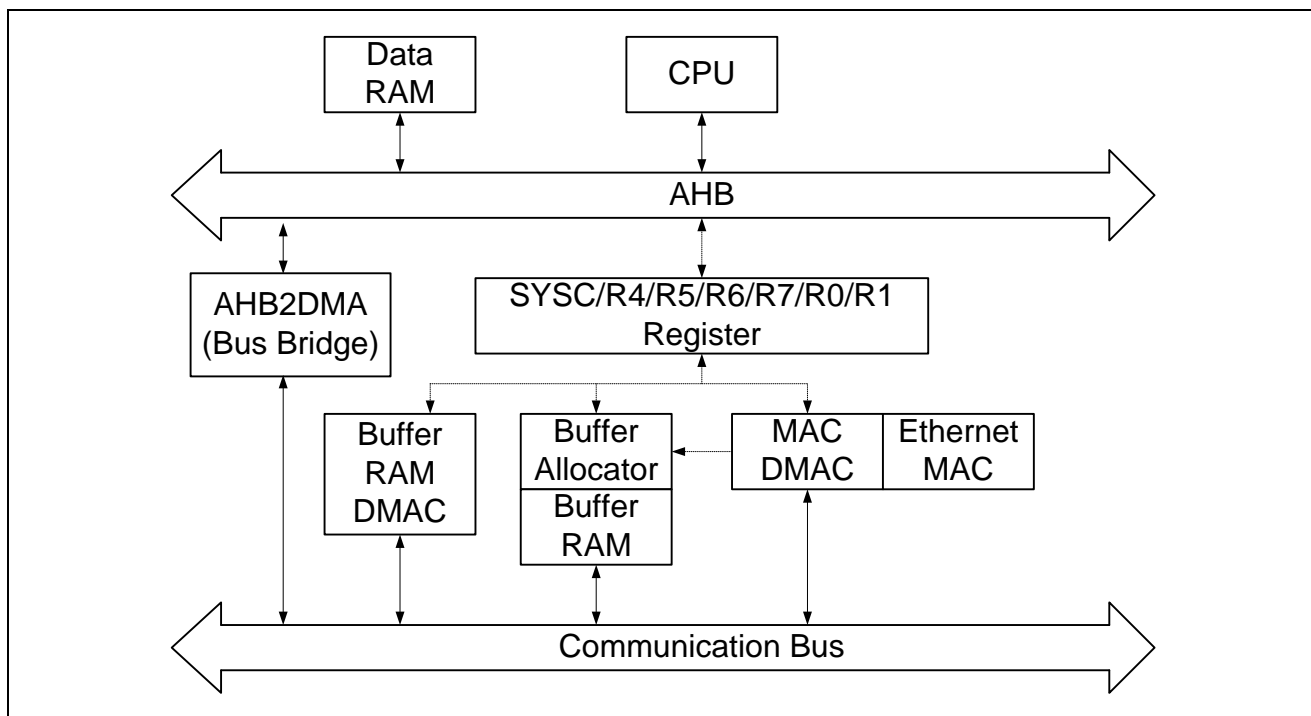 Data
RAM
CPU
AHB
AHB2DMA
(Bus Bridge)
SYSC/R4/R5/R6/R7/R0/R1
Register
Buffer
RAM
DMAC
Buffer
Allocator
Buffer
RAM
MAC
DMAC
Ethernet
MAC
Communication Bus